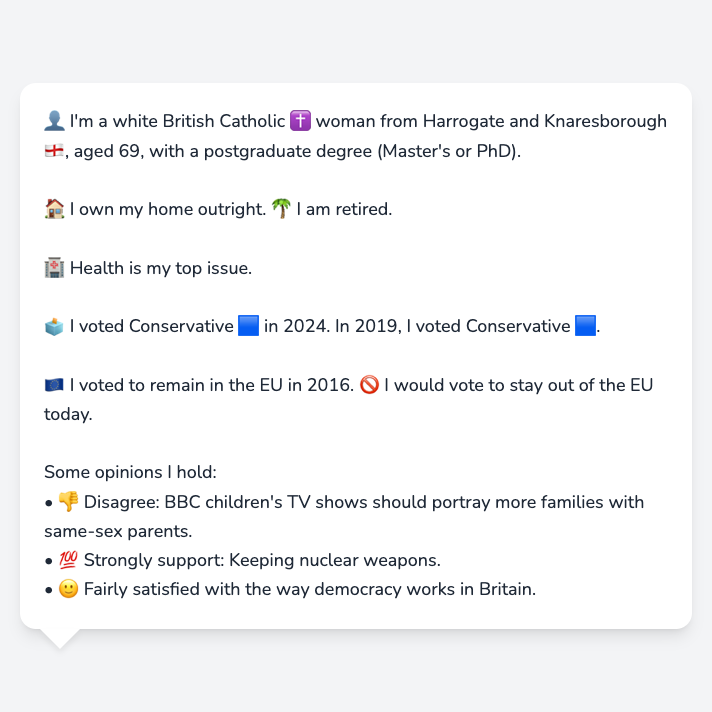 👤 I'm a white British Catholic ✝️ woman from Harrogate and Knaresborough
🏴󠁧󠁢󠁥󠁮󠁧󠁿, aged 69, with a postgraduate degree (Master's or PhD).
🏠 I own my home outright. 🌴 I am retired.
🏥 Health is my top issue.
🗳️ I voted Conservative 🟦 in 2024. In 2019, I voted Conservative 🟦.
🇪🇺 I voted to remain in the EU in 2016. 🚫 I would vote to stay out of the EU
today.
Some opinions I hold:
• 👎 Disagree: BBC children's TV shows should portray more families with
same-sex parents.
• 💯 Strongly support: Keeping nuclear weapons.
• 🙂 Fairly satisfied with the way democracy works in Britain.